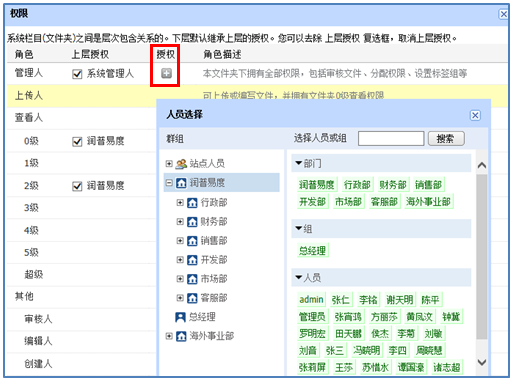 权限
系统栏目(文件夹)之间是层次包含关系的。下层默认继承上层的授权。您可以去除 上层授权 复选框，取消上层授权。
角色 上层授权 授权 角色描述
管理人 系统管理人 本文件夹下拥有全部权限，包括审核文件、分配权限、设置标签组等
上传人 可上传或编写文件，并拥有文件夹0级查看权限
查看人
0级 润普易度
1级
2级 润普易度
3级
4级
5级
超级
其他
审核人
编辑人
创建人
人员选择
群组 选择人员或组 搜索
站点人员
润普易度
行政部
财务部
销售部
开发部
市场部
客服部
总经理
海外事业部
部门
润普易度 行政部 财务部 销售部
开发部 市场部 客服部 海外事业部
组
总经理
人员
admin 张仁 李铭 谢天明 陈平
管理员 张宵鸿 方丽莎 黄凤汶 钟冀
罗明宏 田天鹏 侯杰 李菊 刘敏
刘音 张三 冯晓明 李四 周晓慧
张莉屏 王莎 苏惜水 谭国豪 诸志超